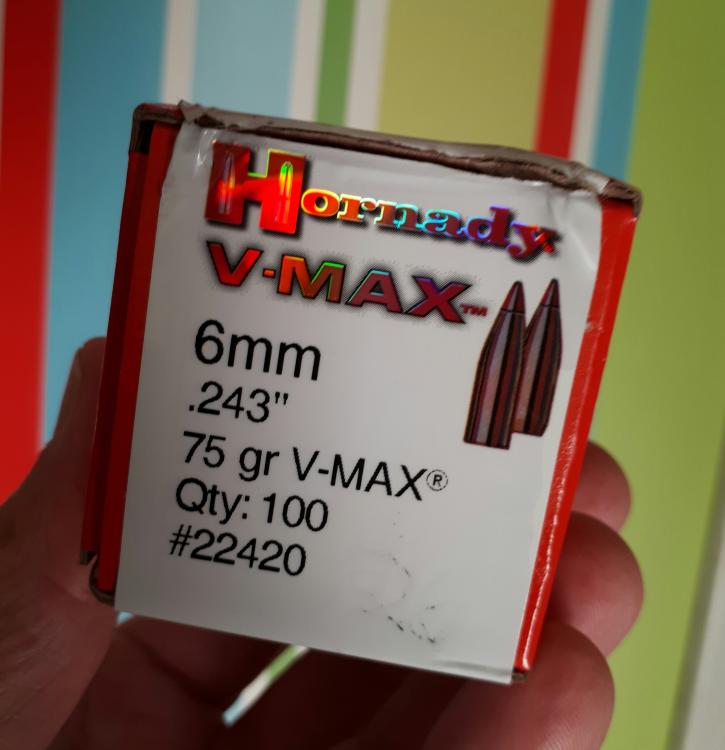 Hornady
V-MAX™
6mm
.243"
75 gr V-MAX®
Qty: 100
#22420